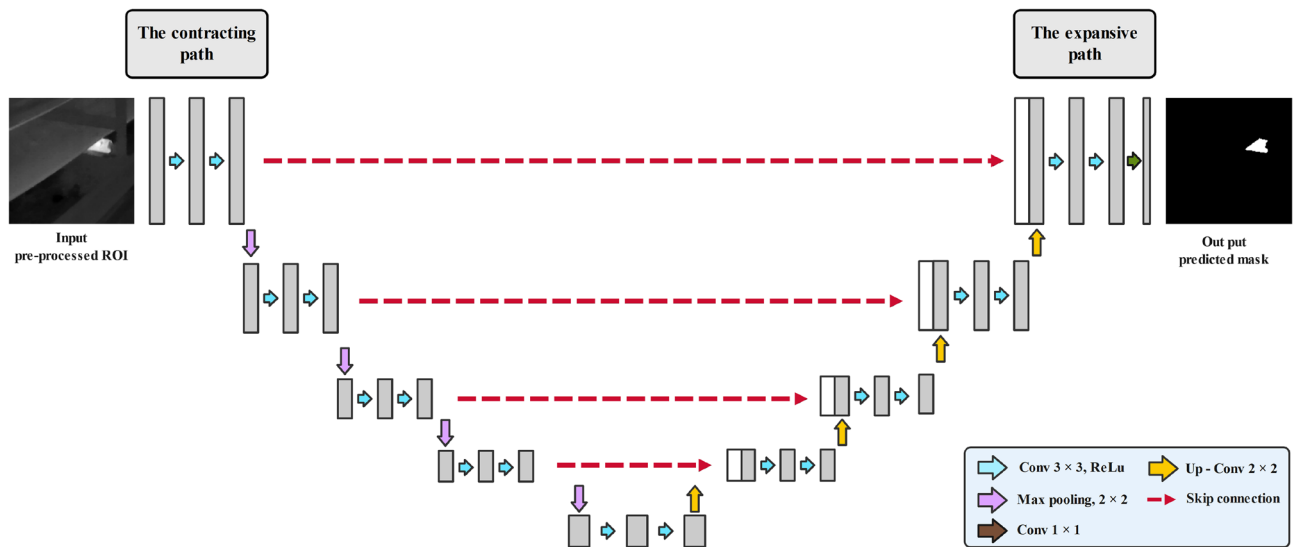 The contracting
path
The expansive
path
Input
pre-processed ROI
Out put
predicted mask
Conv 3 × 3, ReLu
Up - Conv 2 × 2
Max pooling, 2 × 2
Skip connection
Conv 1 × 1